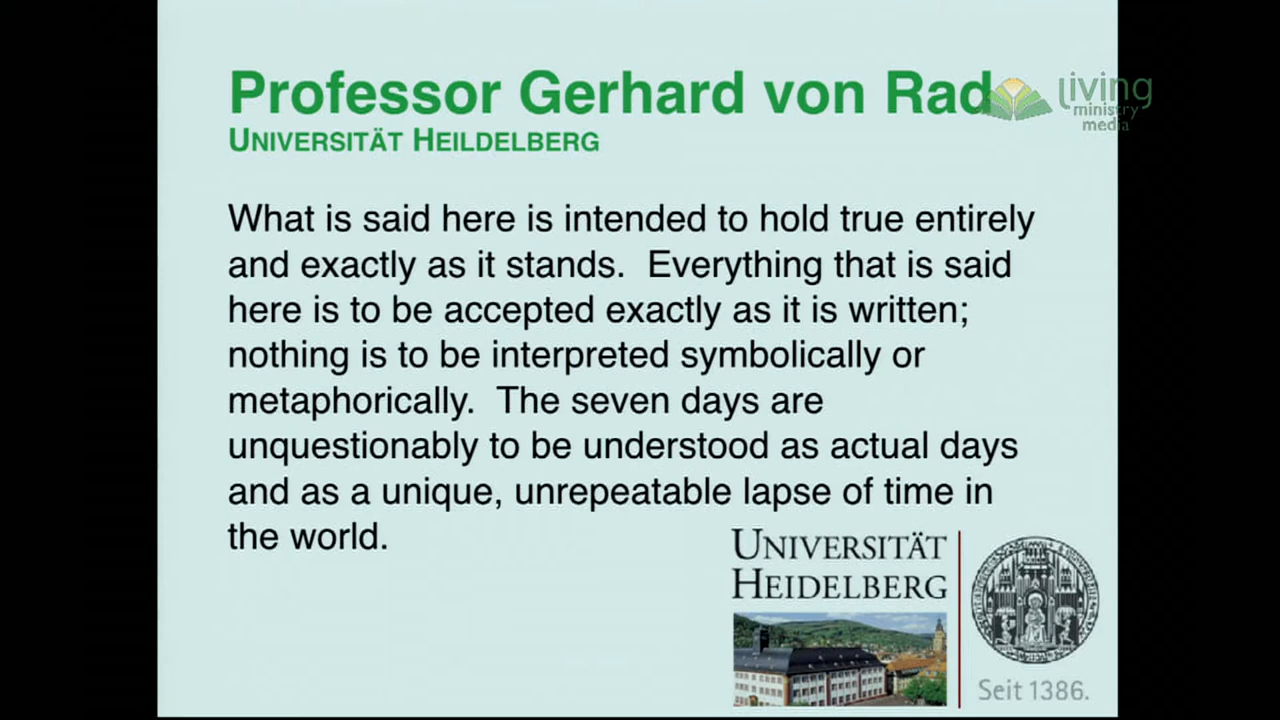 Professor Gerhard von Rad
living
ministry
media
UNIVERSITÄT HEILDELBERG
What is said here is intended to hold true entirely
and exactly as it stands.  Everything that is said
here is to be accepted exactly as it is written;
nothing is to be interpreted symbolically or
metaphorically.  The seven days are
unquestionably to be understood as actual days
and as a unique, unrepeatable lapse of time in
the world.
UNIVERSITÄT
HEIDELBERG
Seit 1386.